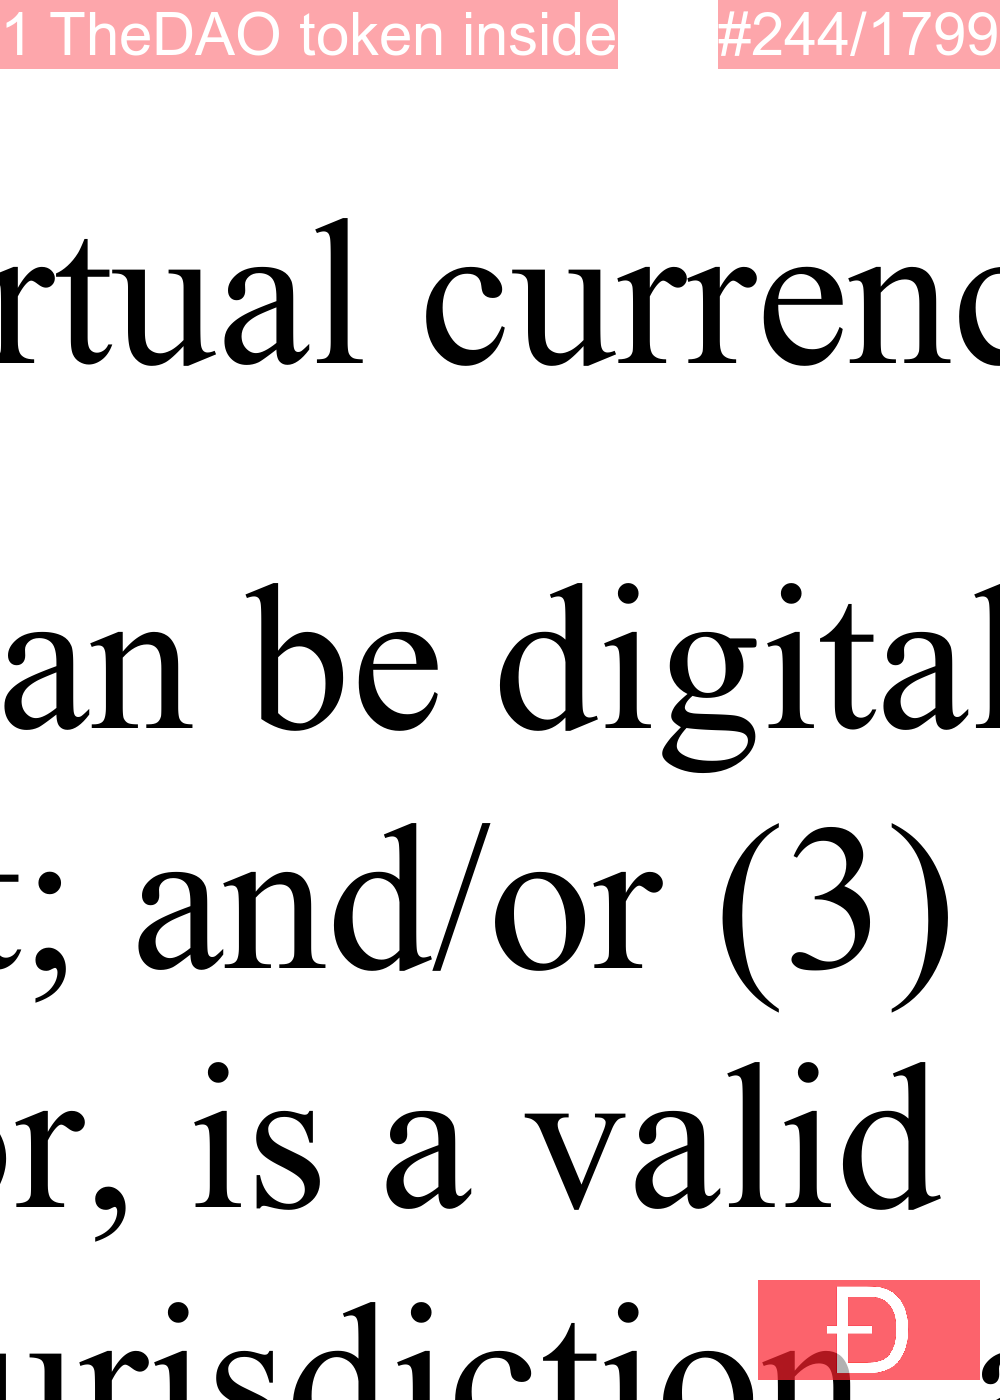 1 TheDAO token inside #244/1799
rtual currenc
an be digital
t; and/or (3)
or, is a valid
urisdiction a
Đ